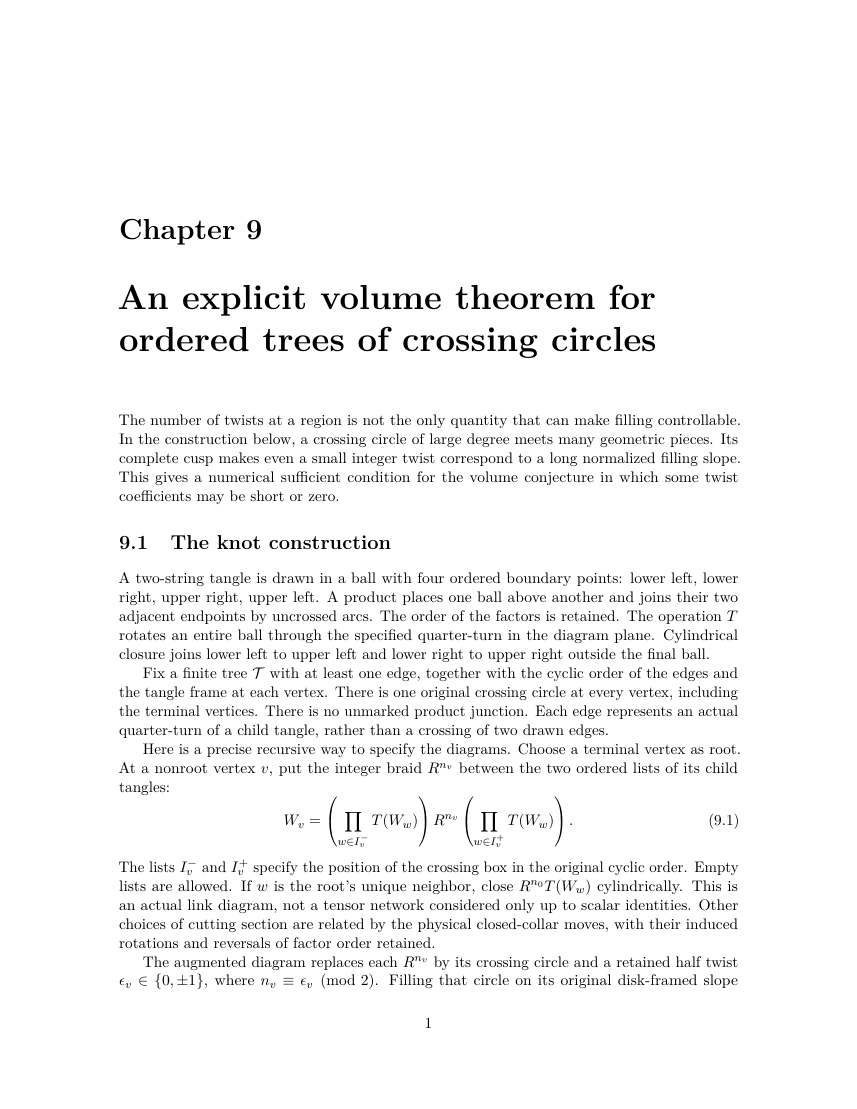 Chapter 9
An explicit volume theorem for
ordered trees of crossing circles
The number of twists at a region is not the only quantity that can make filling controllable.
In the construction below, a crossing circle of large degree meets many geometric pieces. Its
complete cusp makes even a small integer twist correspond to a long normalized filling slope.
This gives a numerical sufficient condition for the volume conjecture in which some twist
coefficients may be short or zero.
9.1 The knot construction
A two-string tangle is drawn in a ball with four ordered boundary points: lower left, lower
right, upper right, upper left. A product places one ball above another and joins their two
adjacent endpoints by uncrossed arcs. The order of the factors is retained. The operation T
rotates an entire ball through the specified quarter-turn in the diagram plane. Cylindrical
closure joins lower left to upper left and lower right to upper right outside the final ball.
Fix a finite tree 𝒯 with at least one edge, together with the cyclic order of the edges and
the tangle frame at each vertex. There is one original crossing circle at every vertex, including
the terminal vertices. There is no unmarked product junction. Each edge represents an actual
quarter-turn of a child tangle, rather than a crossing of two drawn edges.
Here is a precise recursive way to specify the diagrams. Choose a terminal vertex as root.
At a nonroot vertex v, put the integer braid R^{n_v} between the two ordered lists of its child
tangles:
W_v = (∏_{w∈I_v^-} T(W_w)) R^{n_v} (∏_{w∈I_v^+} T(W_w)). (9.1)
The lists I_v^- and I_v^+ specify the position of the crossing box in the original cyclic order. Empty
lists are allowed. If w is the root's unique neighbor, close R^{n_0}T(W_w) cylindrically. This is
an actual link diagram, not a tensor network considered only up to scalar identities. Other
choices of cutting section are related by the physical closed-collar moves, with their induced
rotations and reversals of factor order retained.
The augmented diagram replaces each R^{n_v} by its crossing circle and a retained half twist
ϵ_v ∈ {0, ±1}, where n_v ≡ ϵ_v (mod 2). Filling that circle on its original disk-framed slope
1